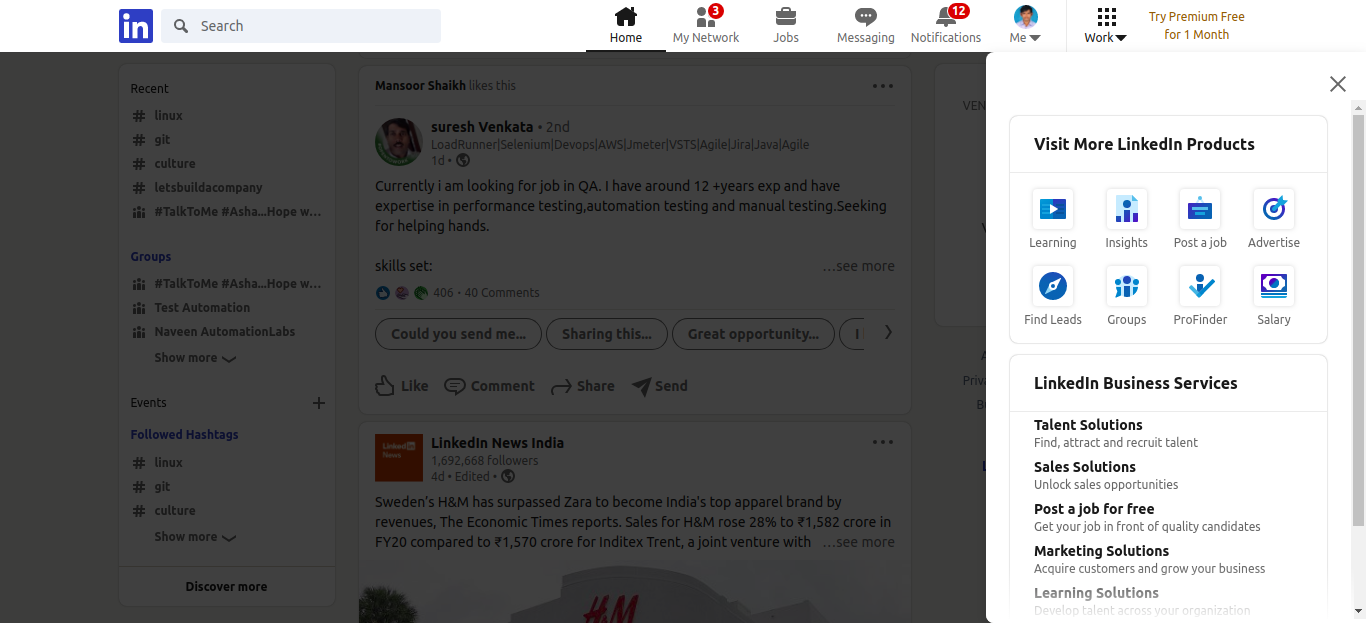 in
Search
Home
3
My Network
Jobs
Messaging
12
Notifications
Me
Work
Try Premium Free
for 1 Month
Recent
# linux
# git
# culture
# letsbuildacompany
#TalkToMe #Asha...Hope w...
Groups
#TalkToMe #Asha...Hope w...
Test Automation
Naveen AutomationLabs
Show more
Events
Followed Hashtags
# linux
# git
# culture
Show more
Discover more
Mansoor Shaikh likes this
suresh Venkata • 2nd
LoadRunner|Selenium|Devops|AWS|Jmeter|VSTS|Agile|Jira|Java|Agile
1d •
Currently i am looking for job in QA. I have around 12 +years exp and have
expertise in performance testing,automation testing and manual testing.Seeking
for helping hands.
skills set:
...see more
406 • 40 Comments
Could you send me...
Sharing this...
Great opportunity...
Like
Comment
Share
Send
LinkedIn News India
LinkedIn
News
1,692,668 followers
4d • Edited •
Sweden's H&M has surpassed Zara to become India's top apparel brand by
revenues, The Economic Times reports. Sales for H&M rose 28% to ₹1,582 crore in
FY20 compared to ₹1,570 crore for Inditex Trent, a joint venture with ...see more
H&M
VEN
Priva
Visit More LinkedIn Products
Learning
Insights
Post a job
Advertise
Find Leads
Groups
ProFinder
Salary
LinkedIn Business Services
Talent Solutions
Find, attract and recruit talent
Sales Solutions
Unlock sales opportunities
Post a job for free
Get your job in front of quality candidates
Marketing Solutions
Acquire customers and grow your business
Learning Solutions
Develop talent across your organization